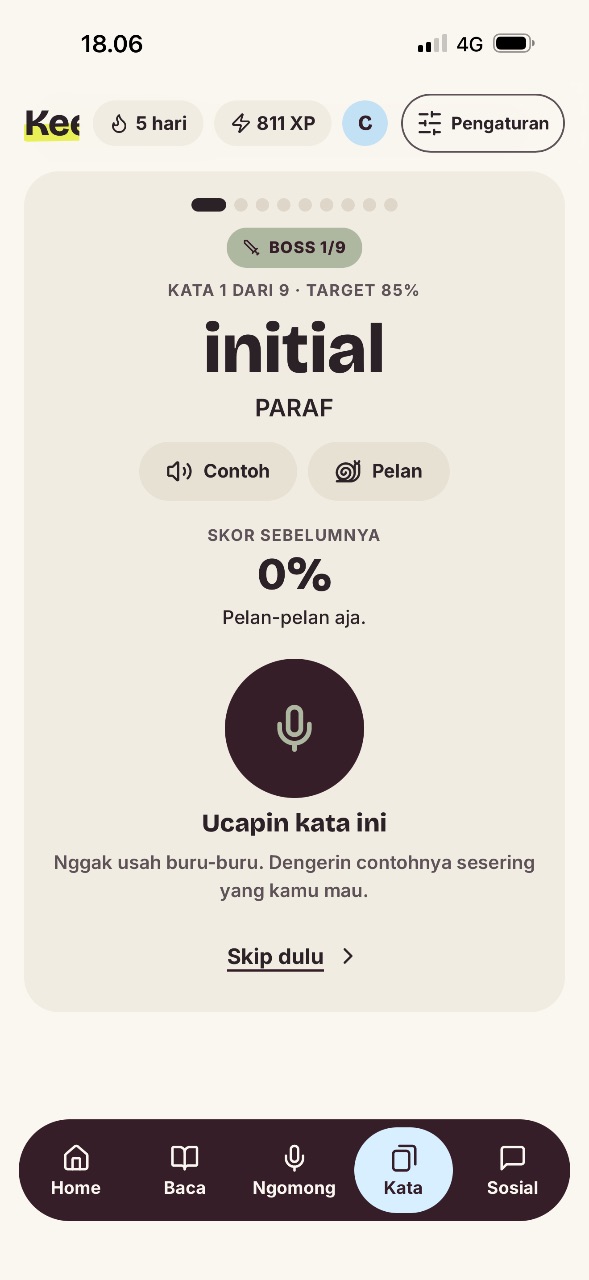 18.06
4G
Kee
5 hari
811 XP
C
Pengaturan
BOSS 1/9
KATA 1 DARI 9 · TARGET 85%
initial
PARAF
Contoh
Pelan
SKOR SEBELUMNYA
0%
Pelan-pelan aja.
Ucapin kata ini
Nggak usah buru-buru. Dengerin contohnya sesering
yang kamu mau.
Skip dulu
Home
Baca
Ngomong
Kata
Sosial